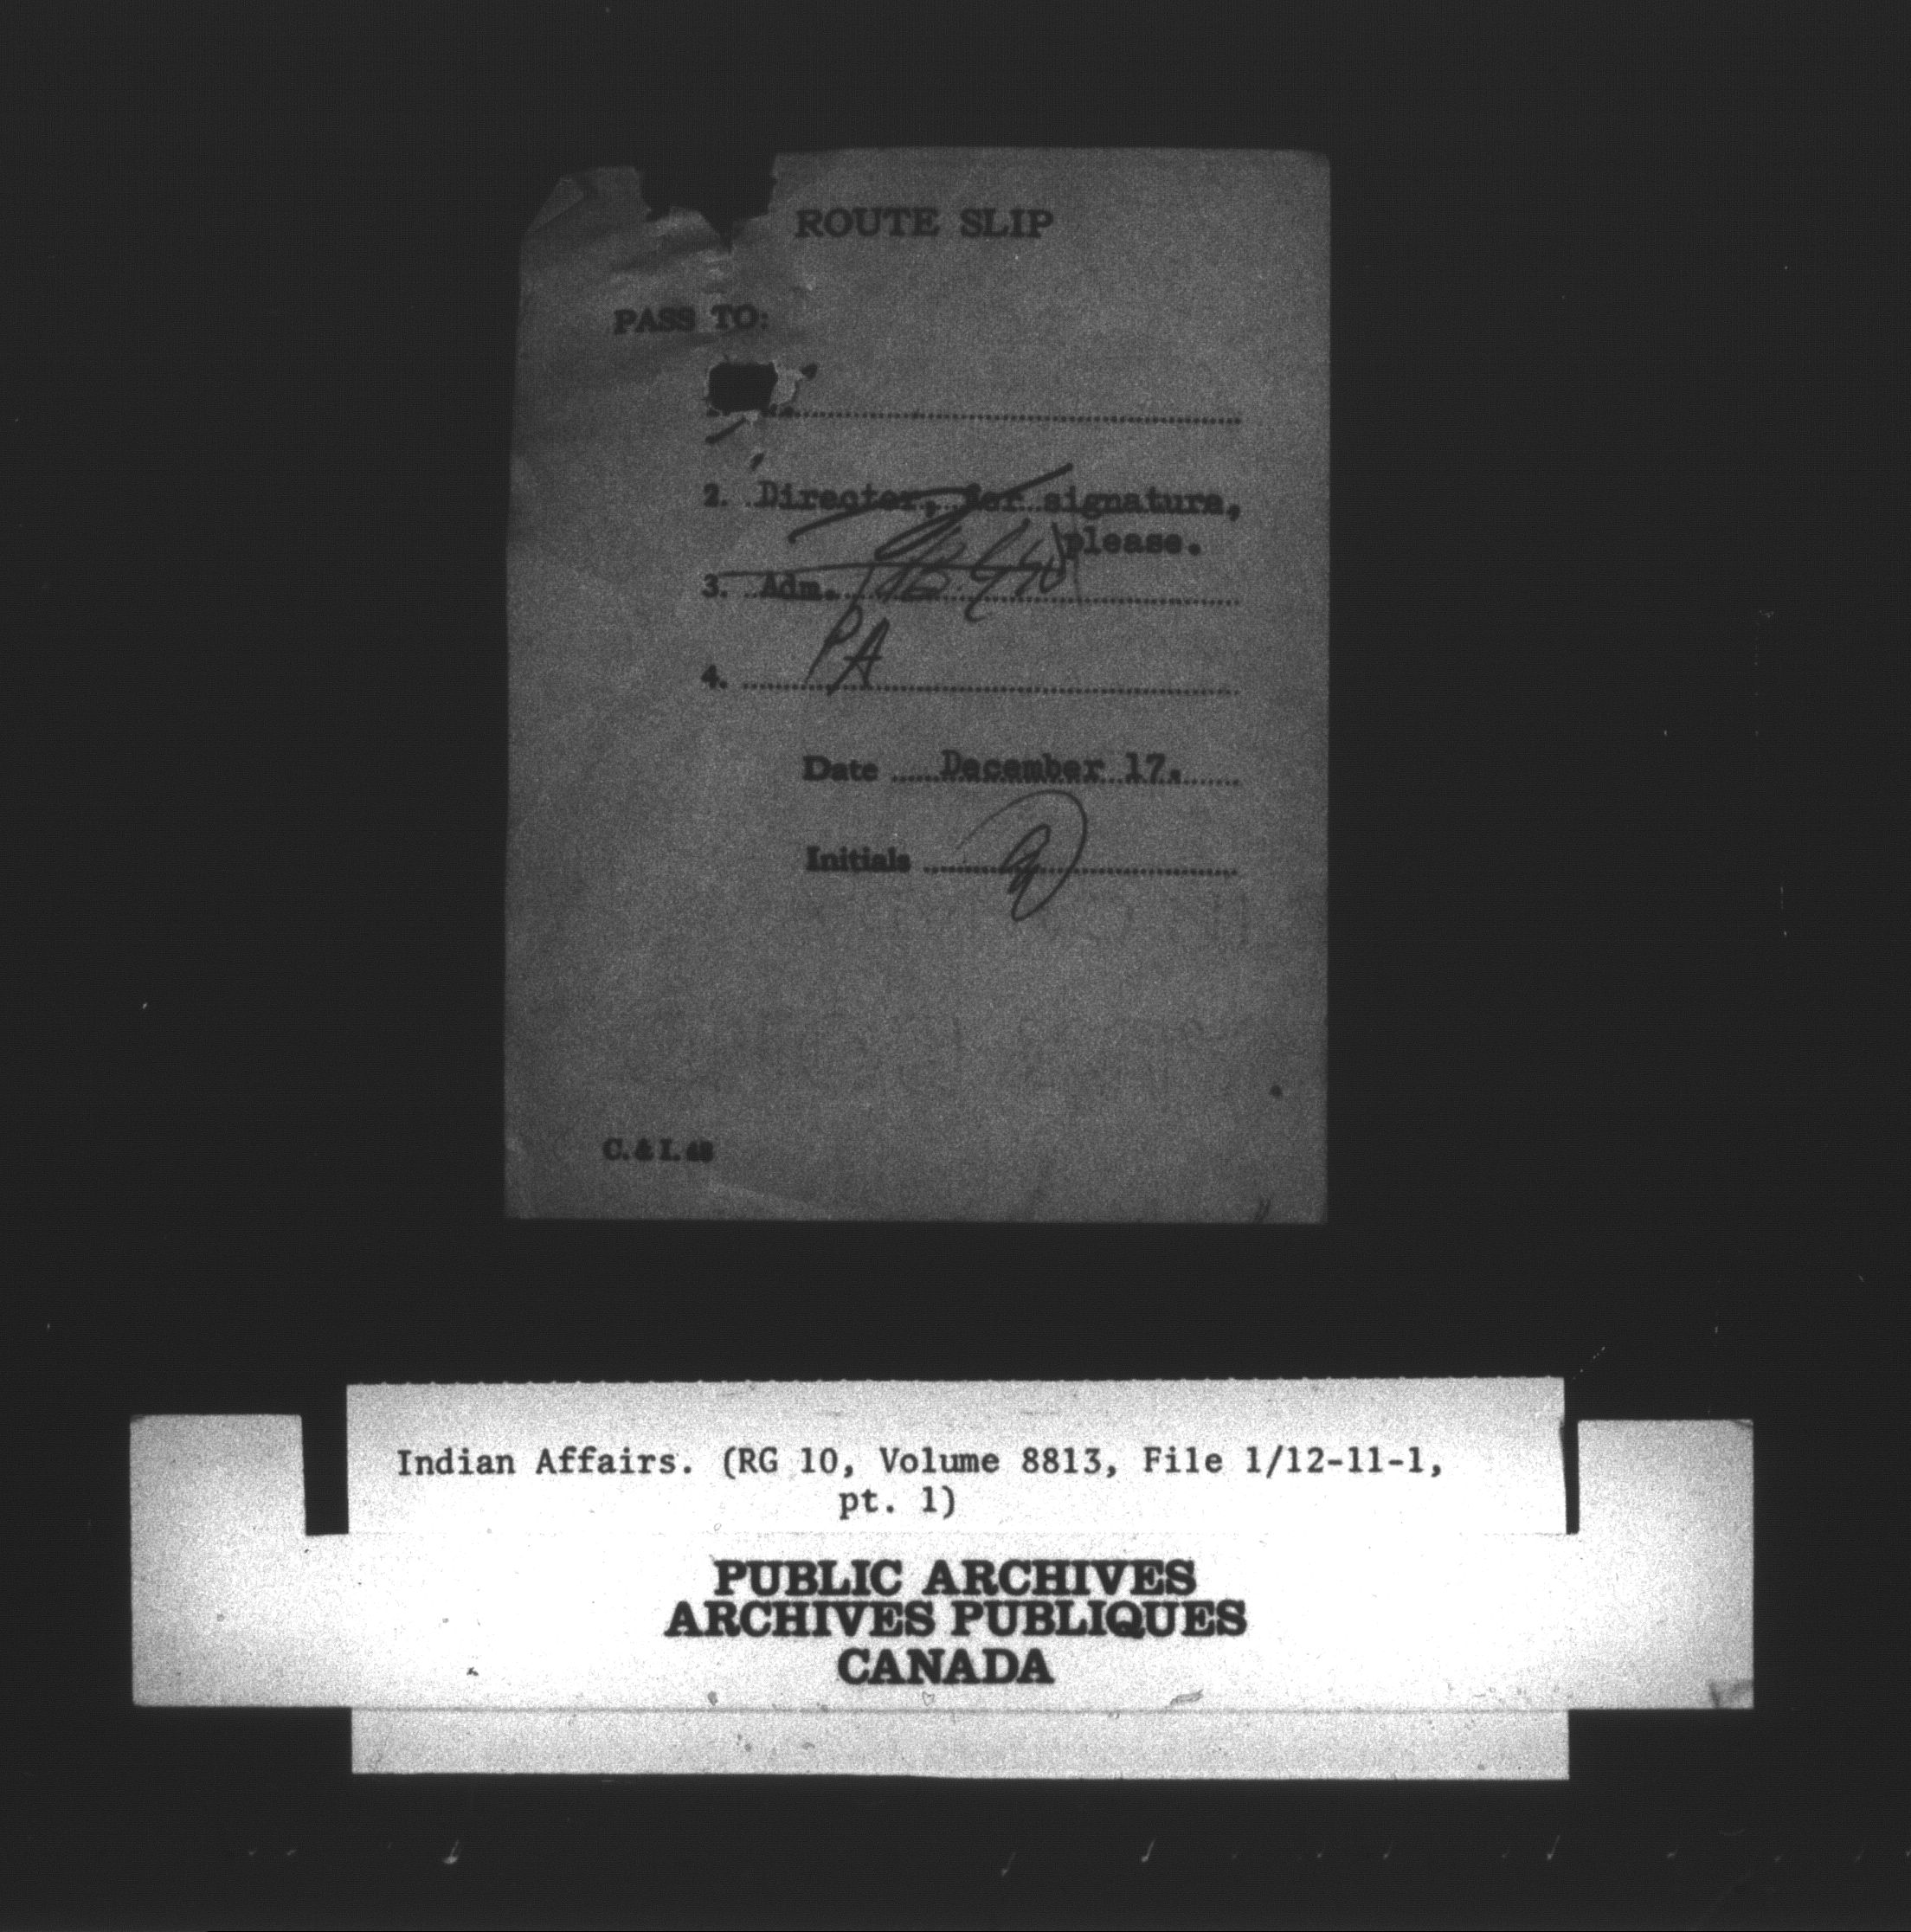 ROUTE SLIP
PASS TO:
2. Director, for signature,
please.
3. Adm.
PA
4.
Date December 17.
Initials
C. & I. 48
Indian Affairs. (RG 10, Volume 8813, File 1/12-11-1,
pt. 1)
PUBLIC ARCHIVES
ARCHIVES PUBLIQUES
CANADA